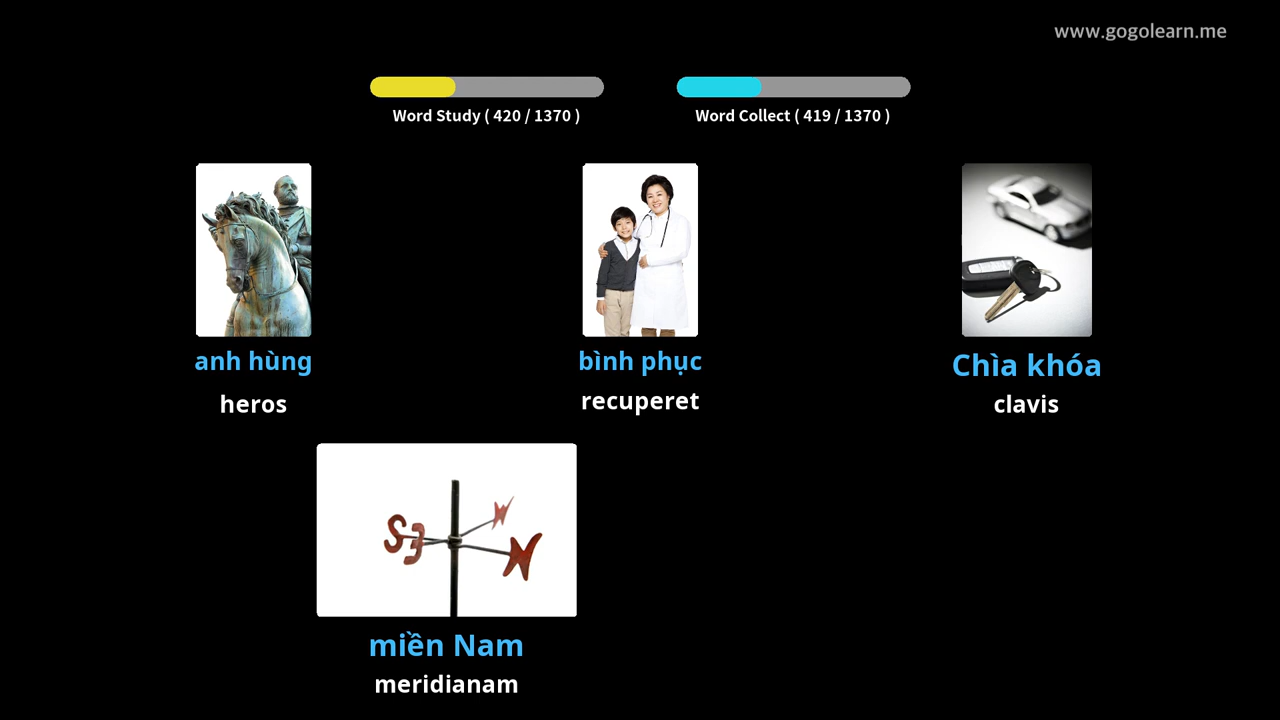 www.gogolearn.me
Word Study ( 420 / 1370 )
Word Collect ( 419 / 1370 )
anh hùng
heros
bình phục
recuperet
Chìa khóa
clavis
S E N W
miền Nam
meridianam